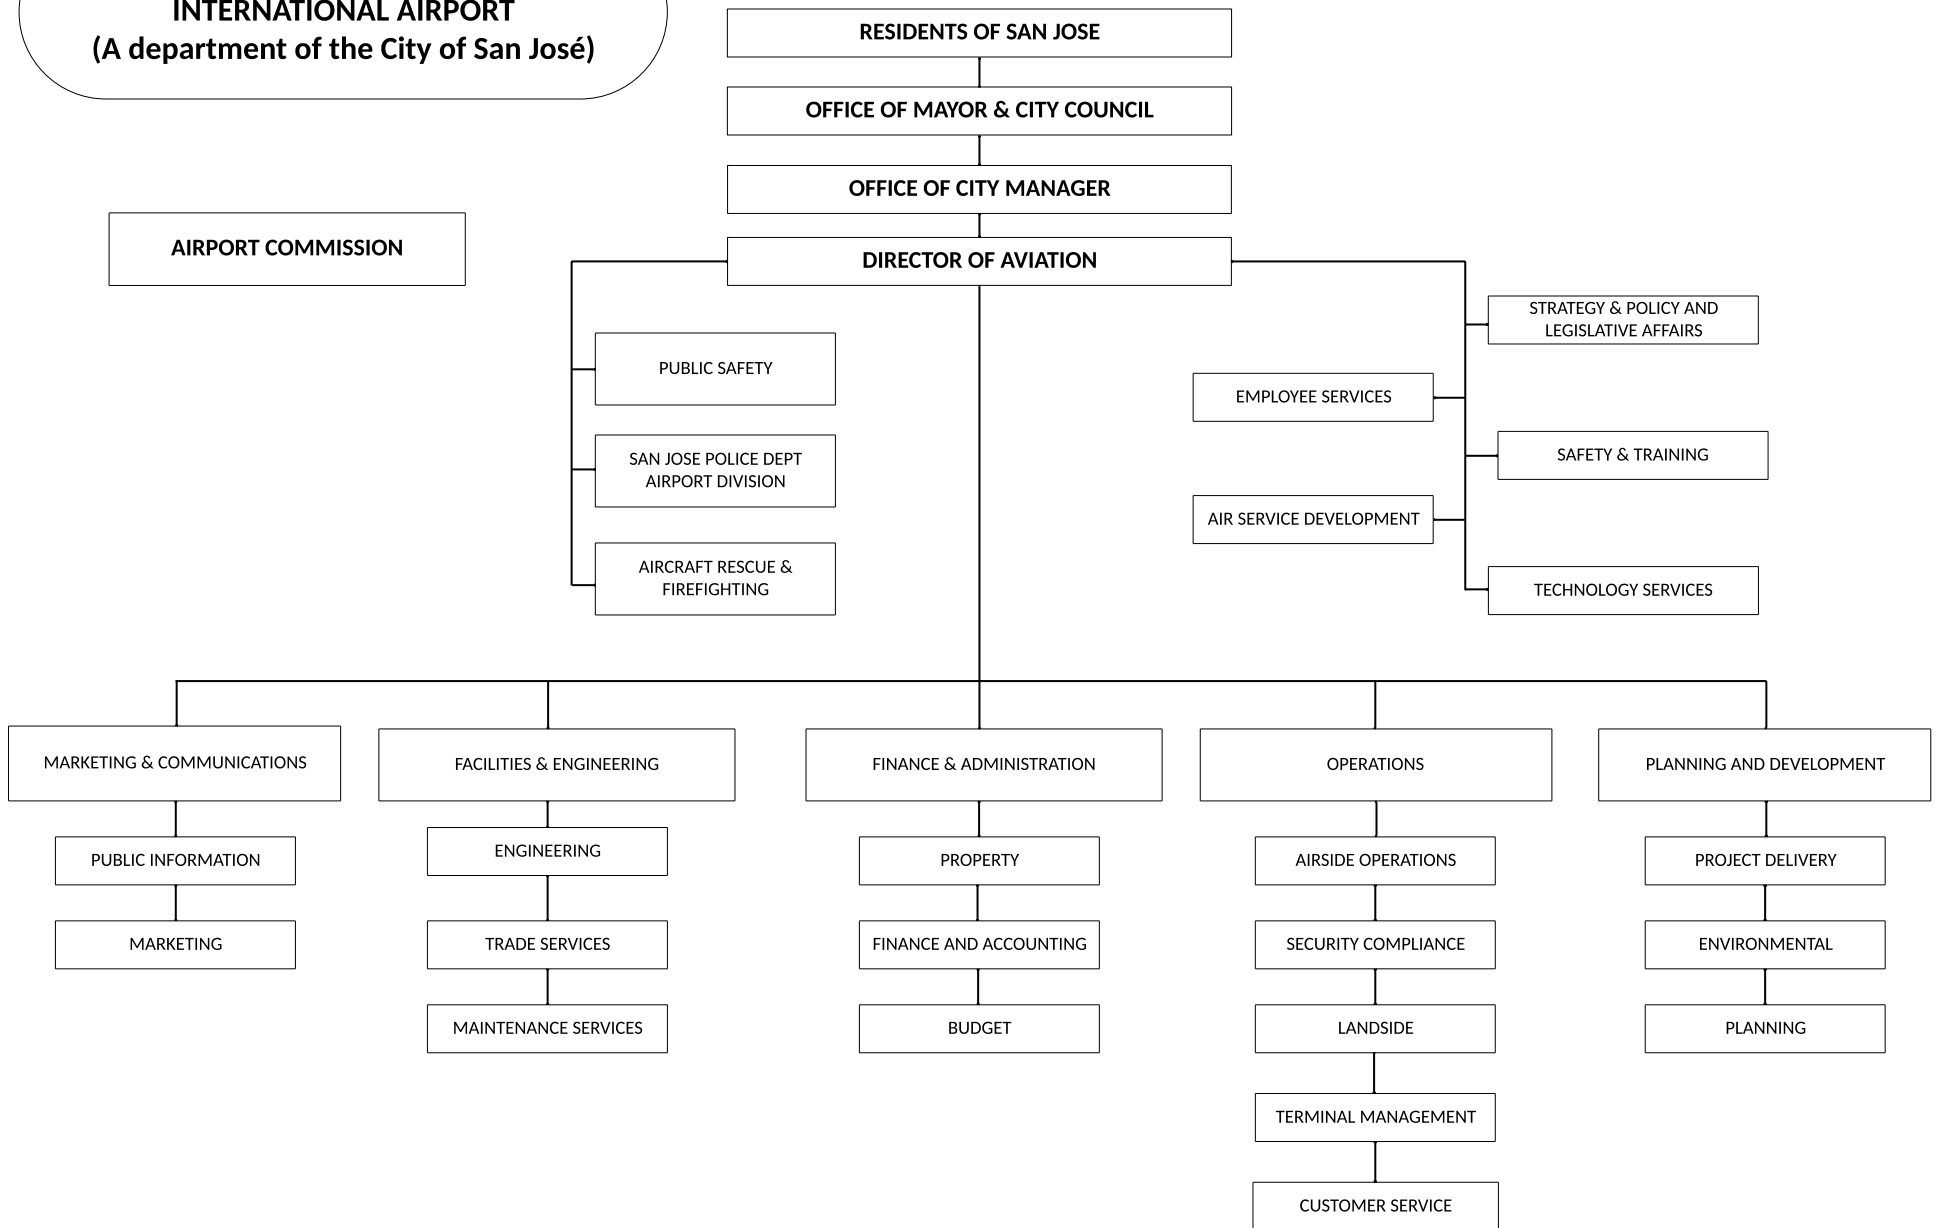 INTERNATIONAL AIRPORT
(A department of the City of San José)
RESIDENTS OF SAN JOSE
OFFICE OF MAYOR & CITY COUNCIL
OFFICE OF CITY MANAGER
AIRPORT COMMISSION
DIRECTOR OF AVIATION
STRATEGY & POLICY AND
LEGISLATIVE AFFAIRS
PUBLIC SAFETY
EMPLOYEE SERVICES
SAN JOSE POLICE DEPT
AIRPORT DIVISION
SAFETY & TRAINING
AIR SERVICE DEVELOPMENT
AIRCRAFT RESCUE &
FIREFIGHTING
TECHNOLOGY SERVICES
MARKETING & COMMUNICATIONS
FACILITIES & ENGINEERING
FINANCE & ADMINISTRATION
OPERATIONS
PLANNING AND DEVELOPMENT
PUBLIC INFORMATION
ENGINEERING
PROPERTY
AIRSIDE OPERATIONS
PROJECT DELIVERY
MARKETING
TRADE SERVICES
FINANCE AND ACCOUNTING
SECURITY COMPLIANCE
ENVIRONMENTAL
MAINTENANCE SERVICES
BUDGET
LANDSIDE
PLANNING
TERMINAL MANAGEMENT
CUSTOMER SERVICE